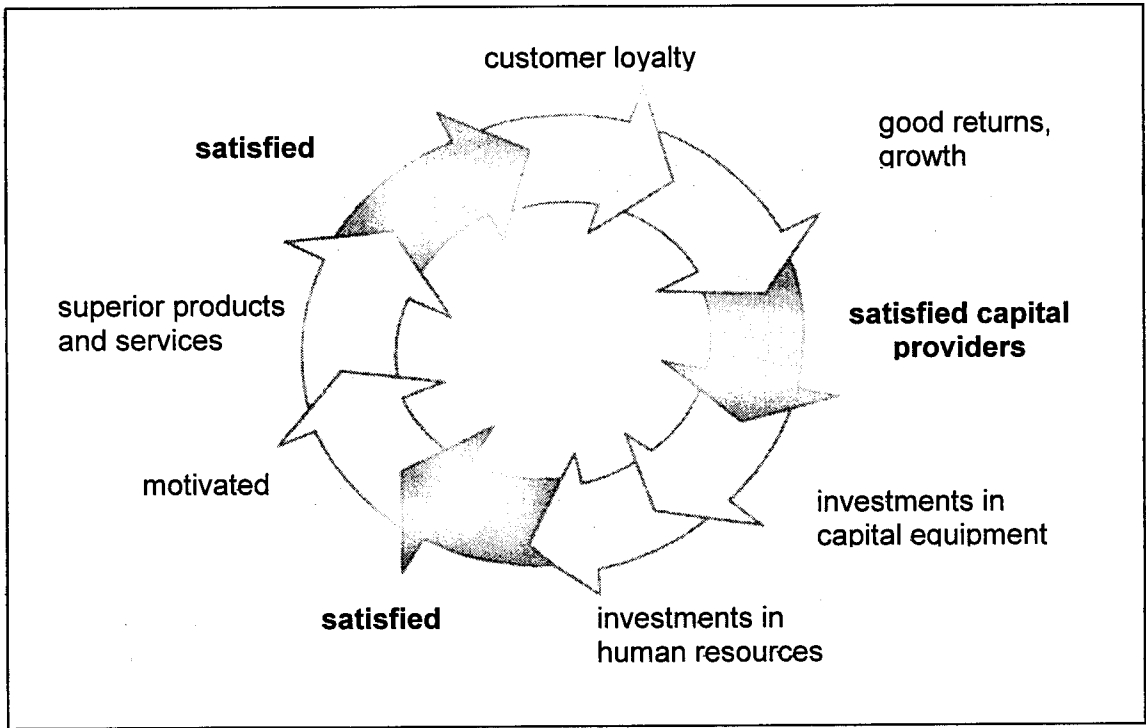 customer loyalty
good returns,
growth
satisfied
satisfied capital
providers
superior products
and services
motivated
investments in
capital equipment
satisfied
investments in
human resources